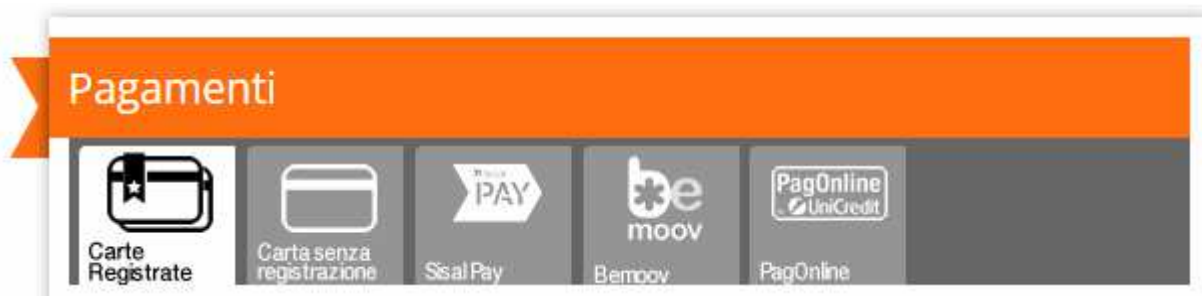 Pagamenti
PAY
be
moov
PagOnline
UniCredit
Carte
Registrate
Carta senza
registrazione
Sisal Pay
Bemoov
PagOnline